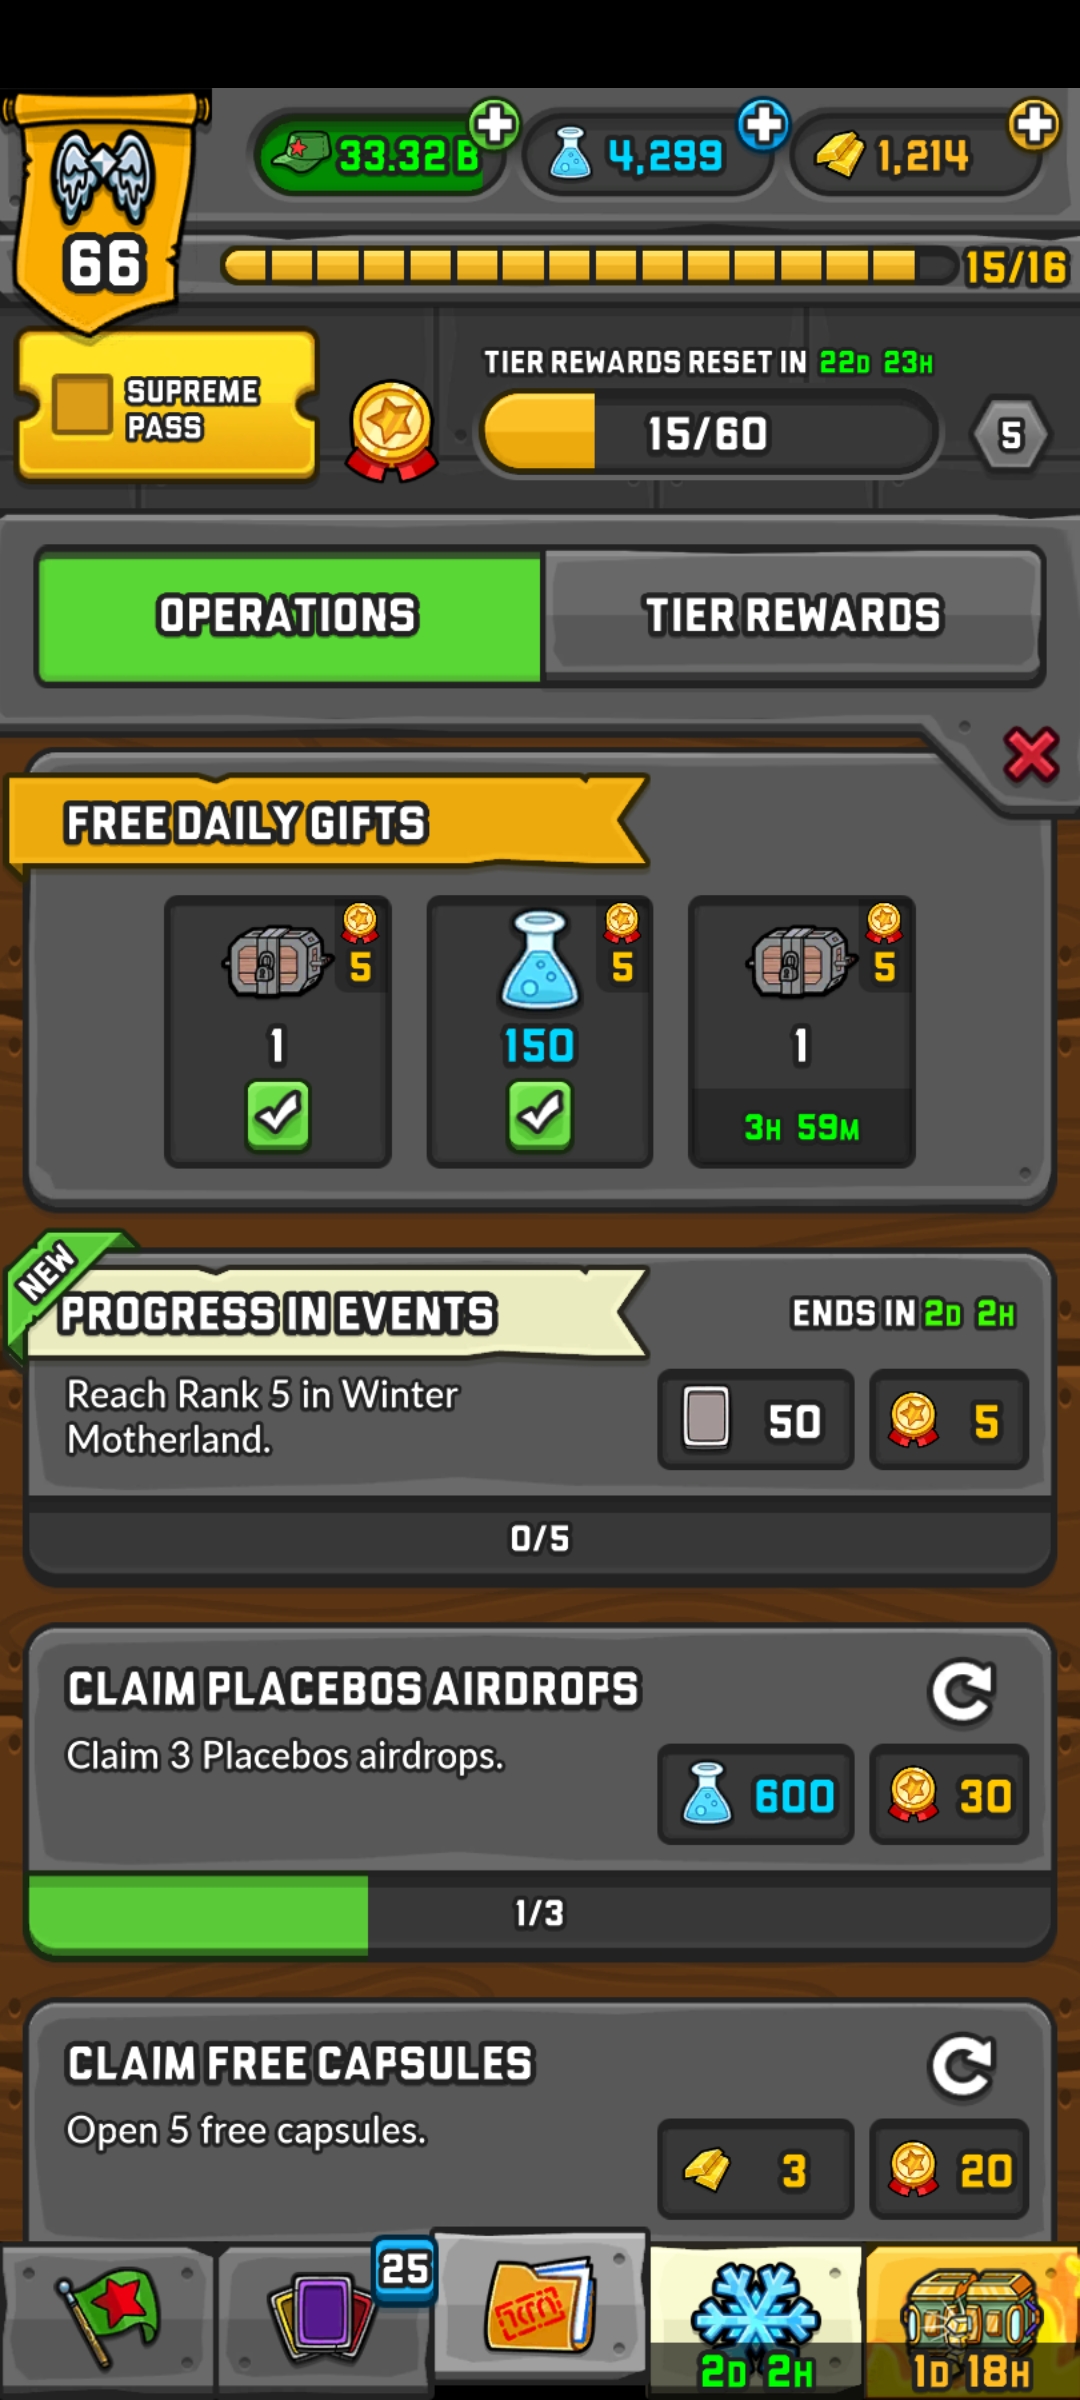 33.32 B
4,299
1,214
66
15/16
SUPREME
PASS
TIER REWARDS RESET IN 22D 23H
15/60
5
OPERATIONS
TIER REWARDS
FREE DAILY GIFTS
5
5
5
1
150
1
3H 59M
NEW
PROGRESS IN EVENTS
ENDS IN 2D 2H
Reach Rank 5 in Winter
Motherland.
50
5
0/5
CLAIM PLACEBOS AIRDROPS
Claim 3 Placebos airdrops.
600
30
1/3
CLAIM FREE CAPSULES
Open 5 free capsules.
3
20
25
2D 2H
1D 18H